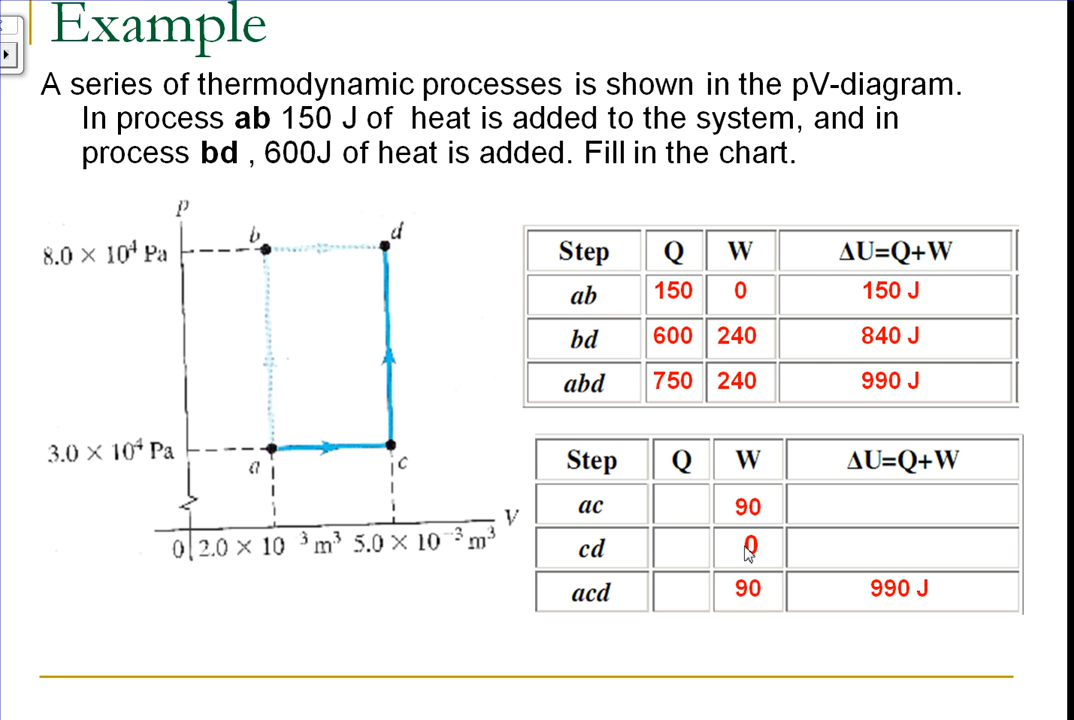 Example
A series of thermodynamic processes is shown in the pV-diagram.
In process ab 150 J of heat is added to the system, and in
process bd , 600J of heat is added. Fill in the chart.
p
b
d
8.0 × 10⁴ Pa
3.0 × 10⁴ Pa
a
c
V
0 2.0 × 10 ³ m³ 5.0 × 10⁻³ m³
Step Q W ΔU=Q+W
ab 150 0 150 J
bd 600 240 840 J
abd 750 240 990 J
Step Q W ΔU=Q+W
ac 90
cd 0
acd 90 990 J